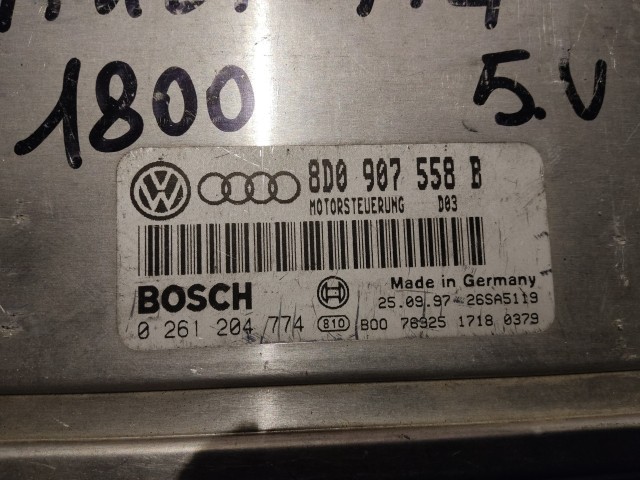 1800 5.V
8D0 907 558 B
MOTORSTEUERUNG D03
Made in Germany
BOSCH 25.09.97 26SA5119
0 261 204 774 810 B00 78925 1718 0379